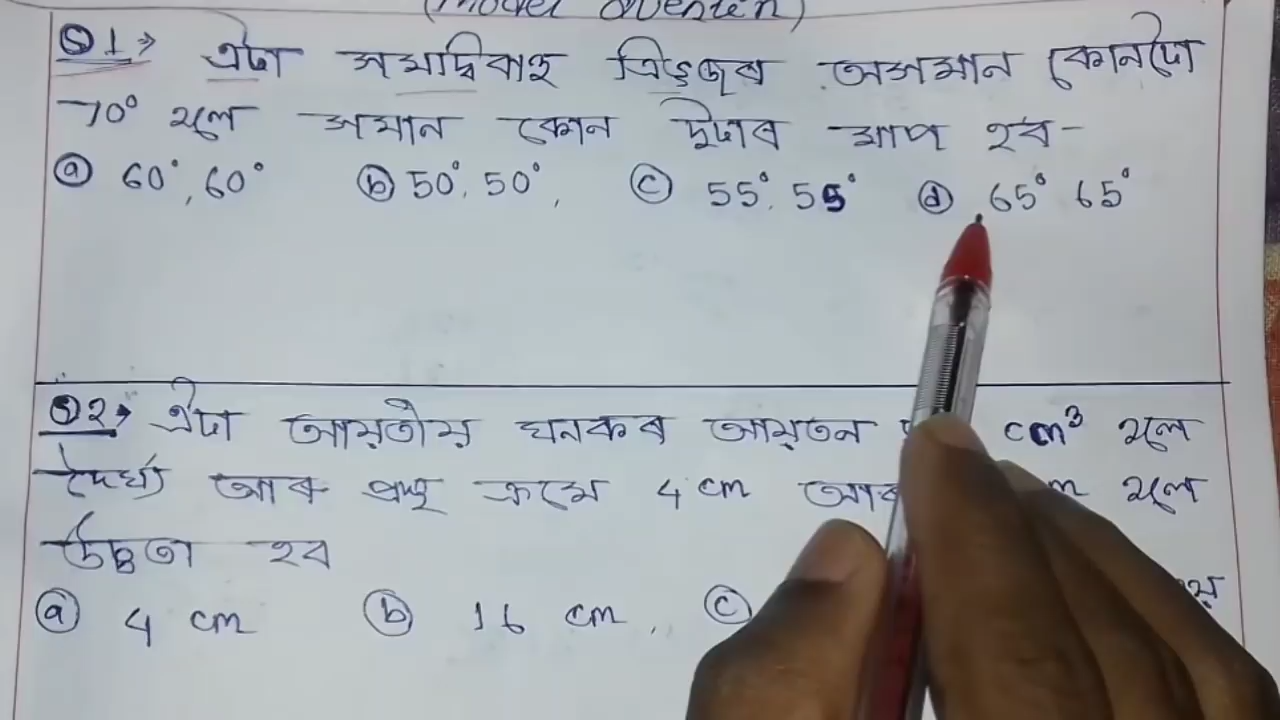 (Model Question)
Q1⇒ এটা সমদ্বিবাহু ত্ৰিভুজৰ অসমান কোনটো
70° হলে সমান কোন দুটাৰ মাপ হব-
ⓐ 60°, 60° ⓑ 50°, 50°, ⓒ 55°, 55° ⓓ 65° 65°
Q2⇒ এটা আয়তীয় ঘনকৰ আয়তন cm³ হলে
দৈৰ্ঘ্য আৰু প্ৰস্থ ক্ৰমে 4 cm আৰু m হলে
উচ্চতা হব
ⓐ 4 cm ⓑ 16 cm, ⓒ